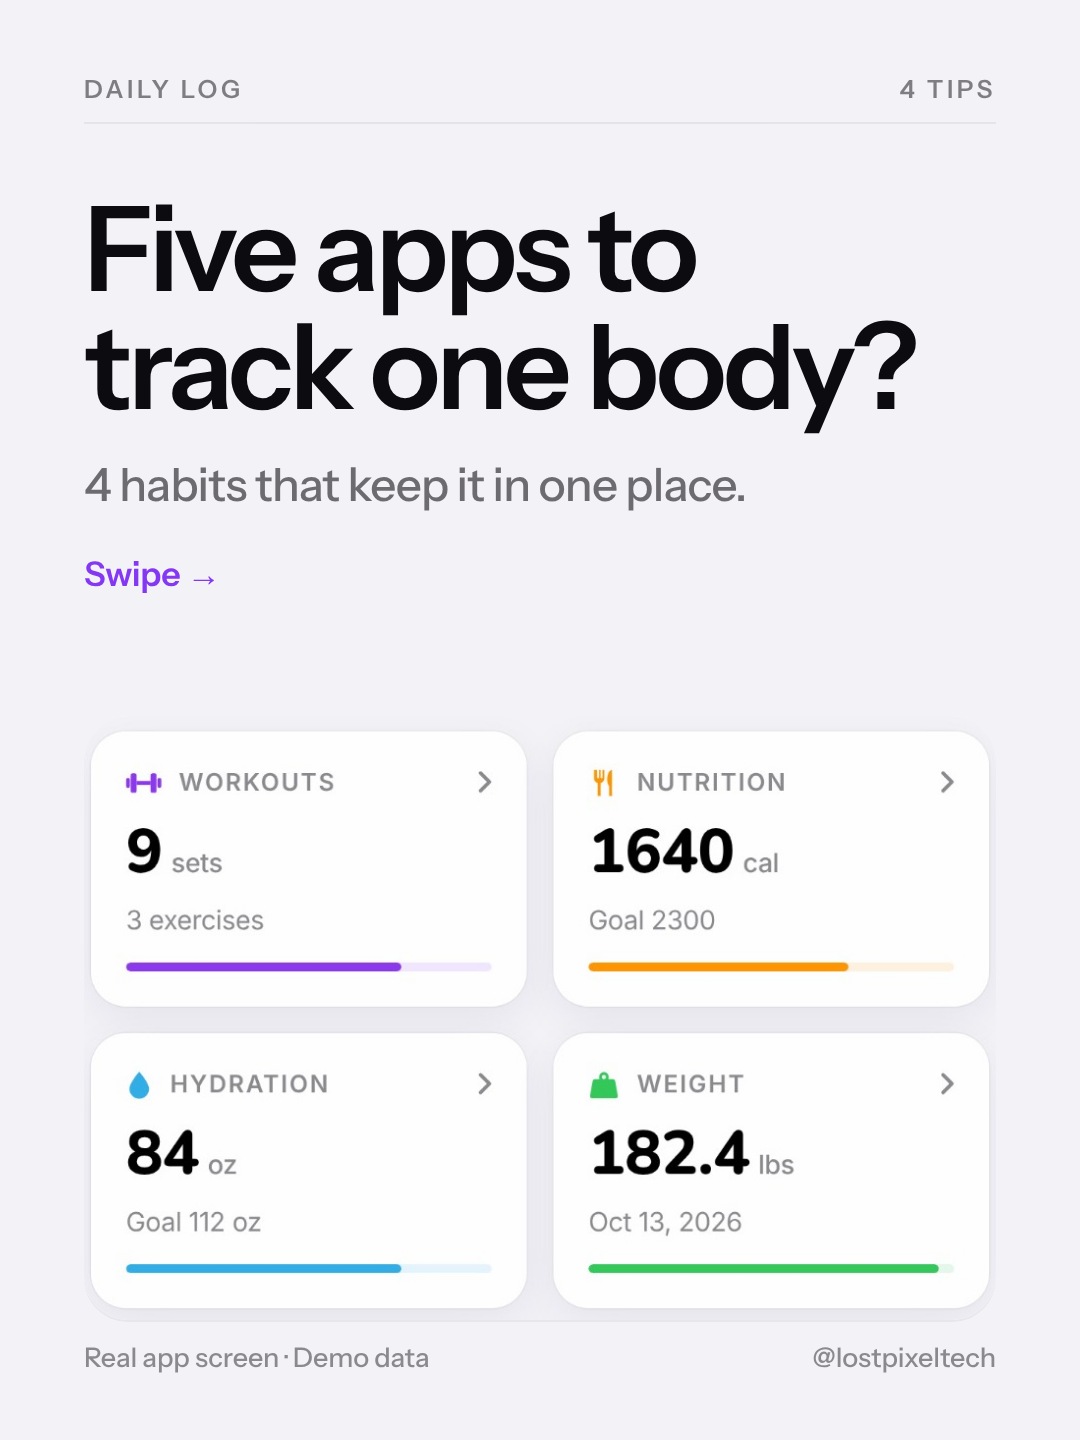 DAILY LOG
4 TIPS
Five apps to
track one body?
4 habits that keep it in one place.
Swipe →
WORKOUTS
9 sets
3 exercises
NUTRITION
1640 cal
Goal 2300
HYDRATION
84 oz
Goal 112 oz
WEIGHT
182.4 lbs
Oct 13, 2026
Real app screen · Demo data
@lostpixeltech